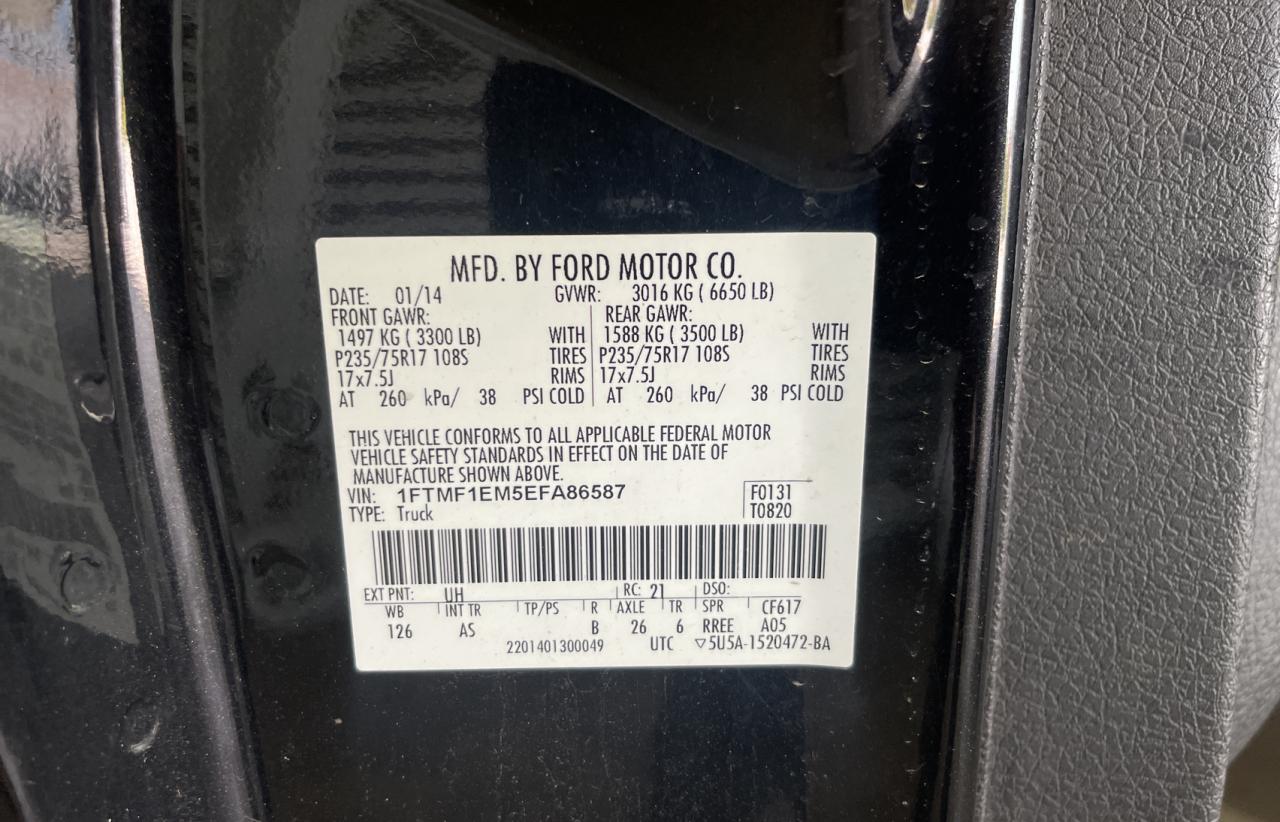 MFD. BY FORD MOTOR CO.
DATE: 01/14 GVWR: 3016 KG ( 6650 LB)
FRONT GAWR: REAR GAWR:
1497 KG ( 3300 LB) WITH 1588 KG ( 3500 LB) WITH
P235/75R17 108S TIRES P235/75R17 108S TIRES
17x7.5J RIMS 17x7.5J RIMS
AT 260 kPa/ 38 PSI COLD AT 260 kPa/ 38 PSI COLD
THIS VEHICLE CONFORMS TO ALL APPLICABLE FEDERAL MOTOR
VEHICLE SAFETY STANDARDS IN EFFECT ON THE DATE OF
MANUFACTURE SHOWN ABOVE.
VIN: 1FTMF1EM5EFA86587 F0131
TYPE: Truck T0820
EXT PNT: UH RC: 21 DSO:
WB INT TR TP/PS R AXLE TR SPR CF617
126 AS B 26 6 RREE A05
2201401300049 UTC ▽5U5A-1520472-BA